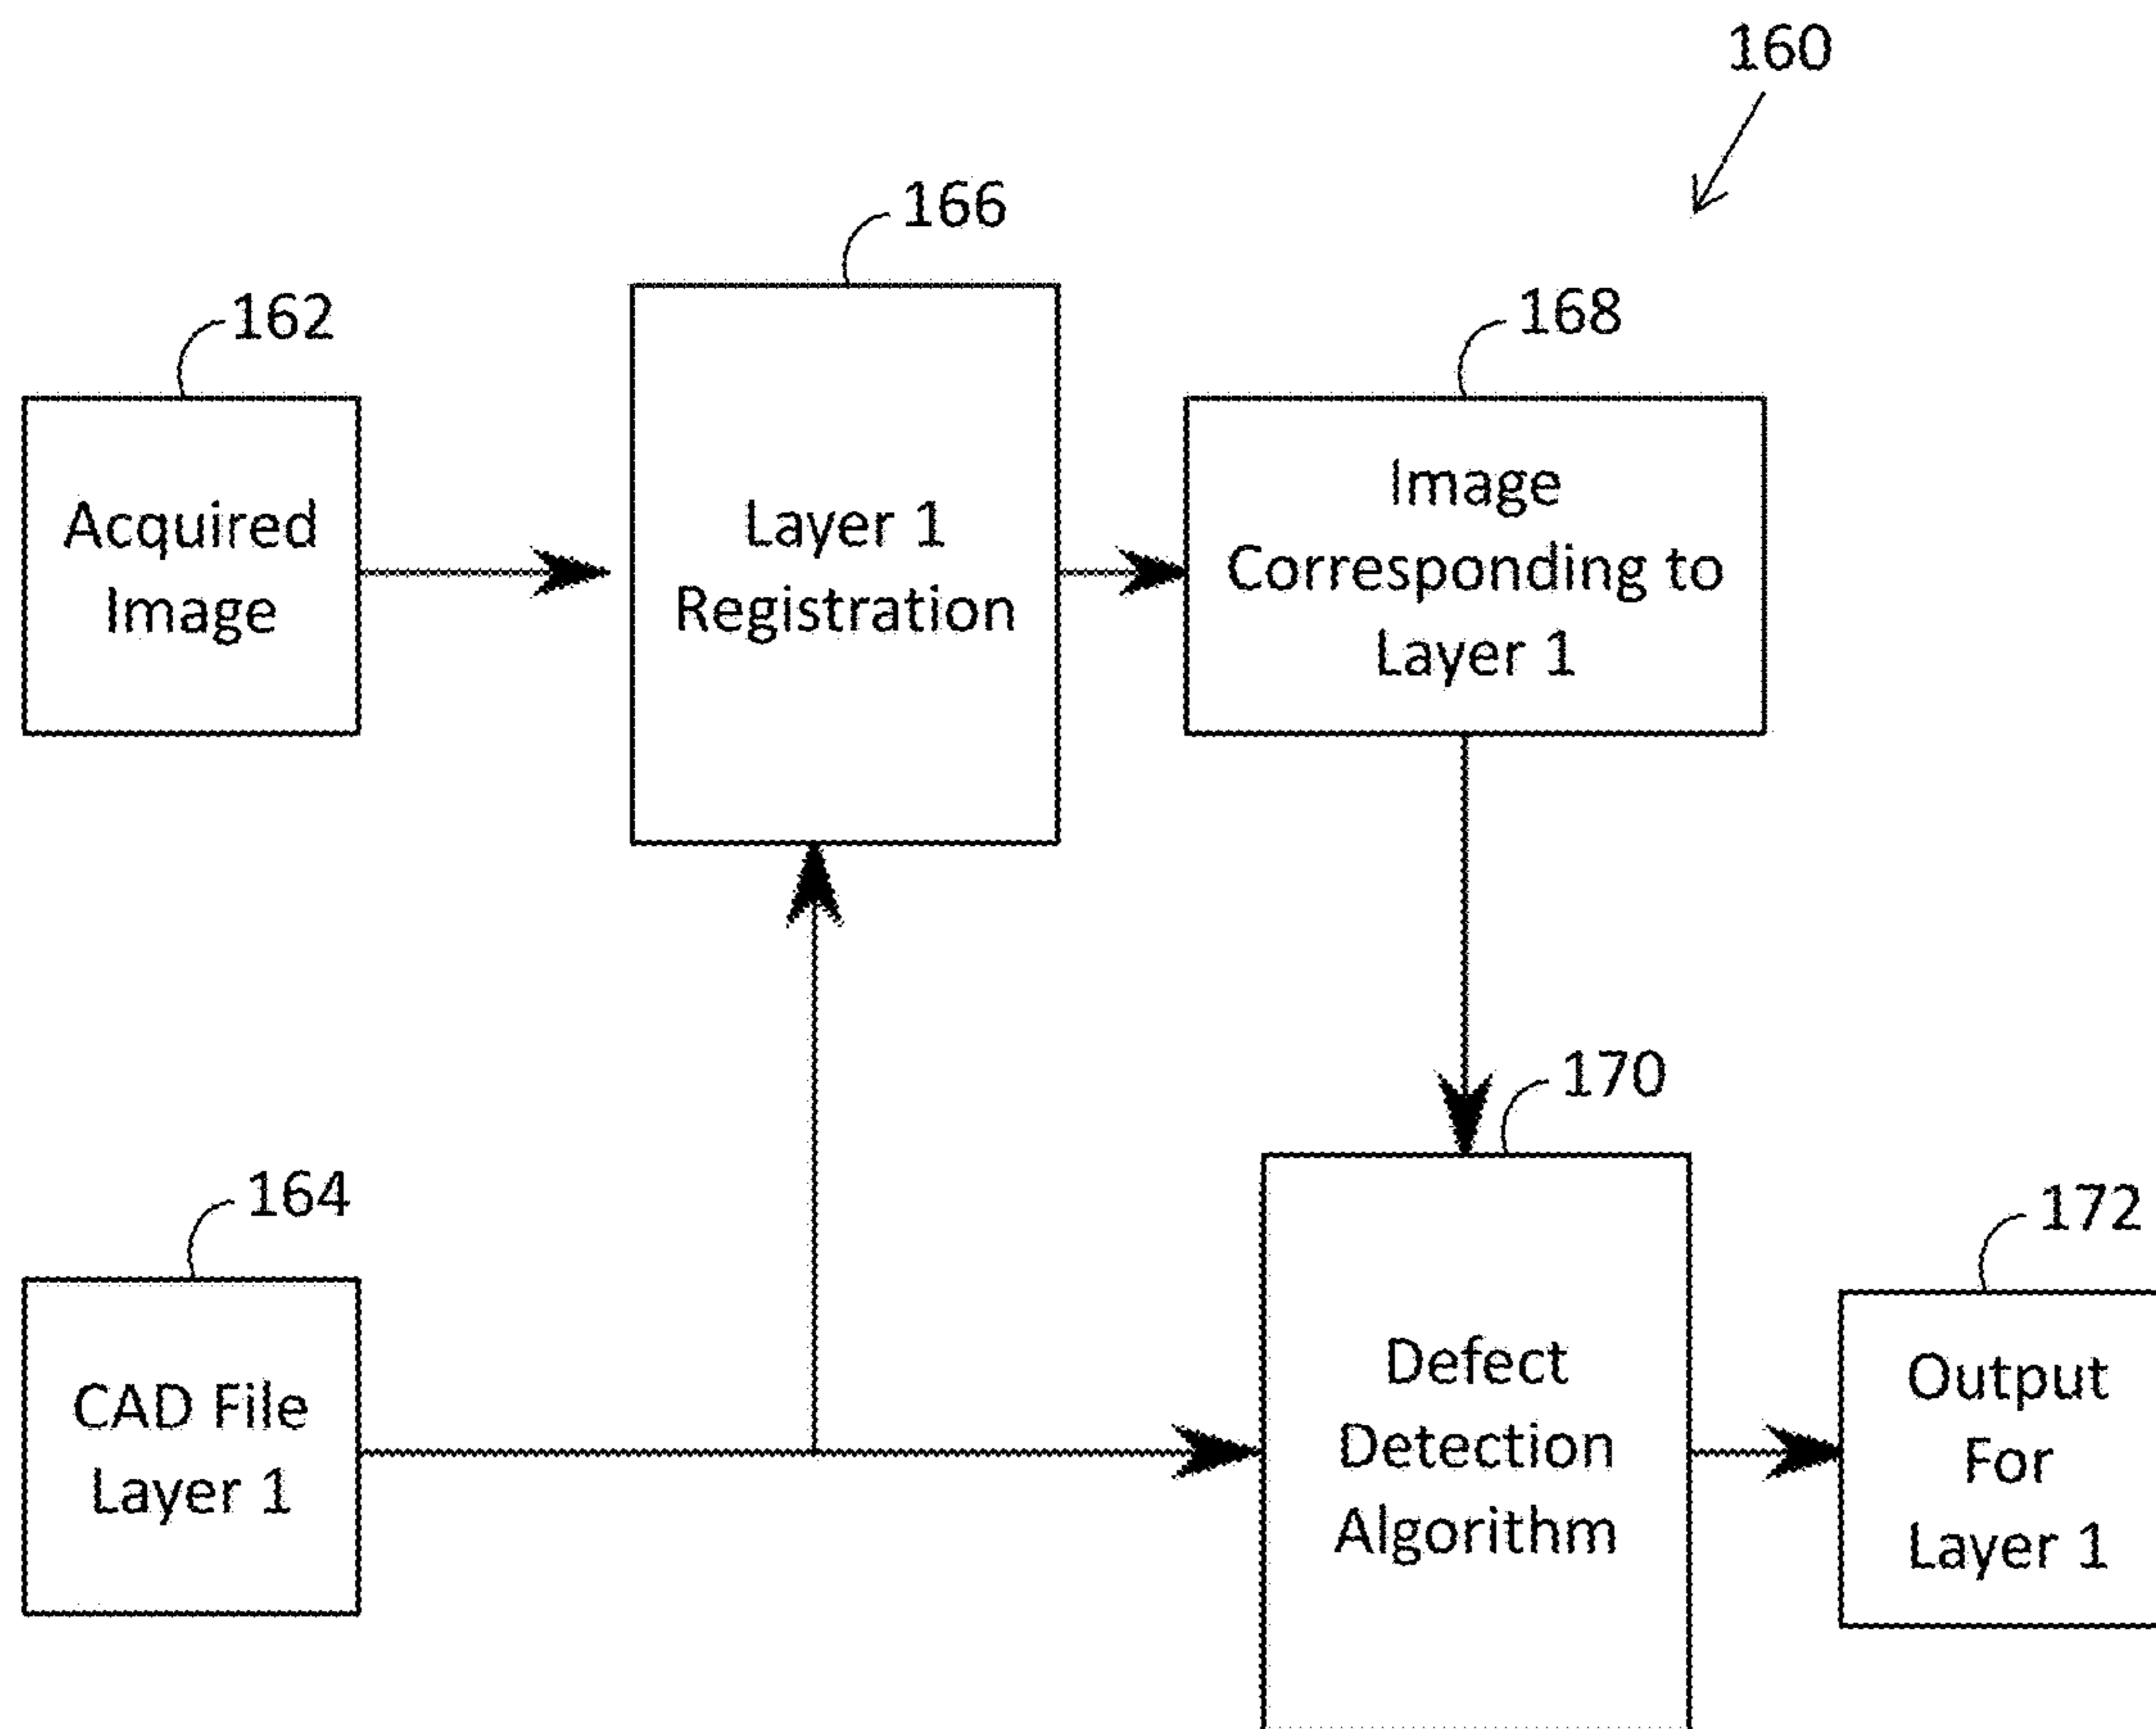 160
166
162
168
Acquired
Image
Layer 1
Registration
Image
Corresponding to
Layer 1
170
164
172
CAD File
Layer 1
Defect
Detection
Algorithm
Output
For
Layer 1